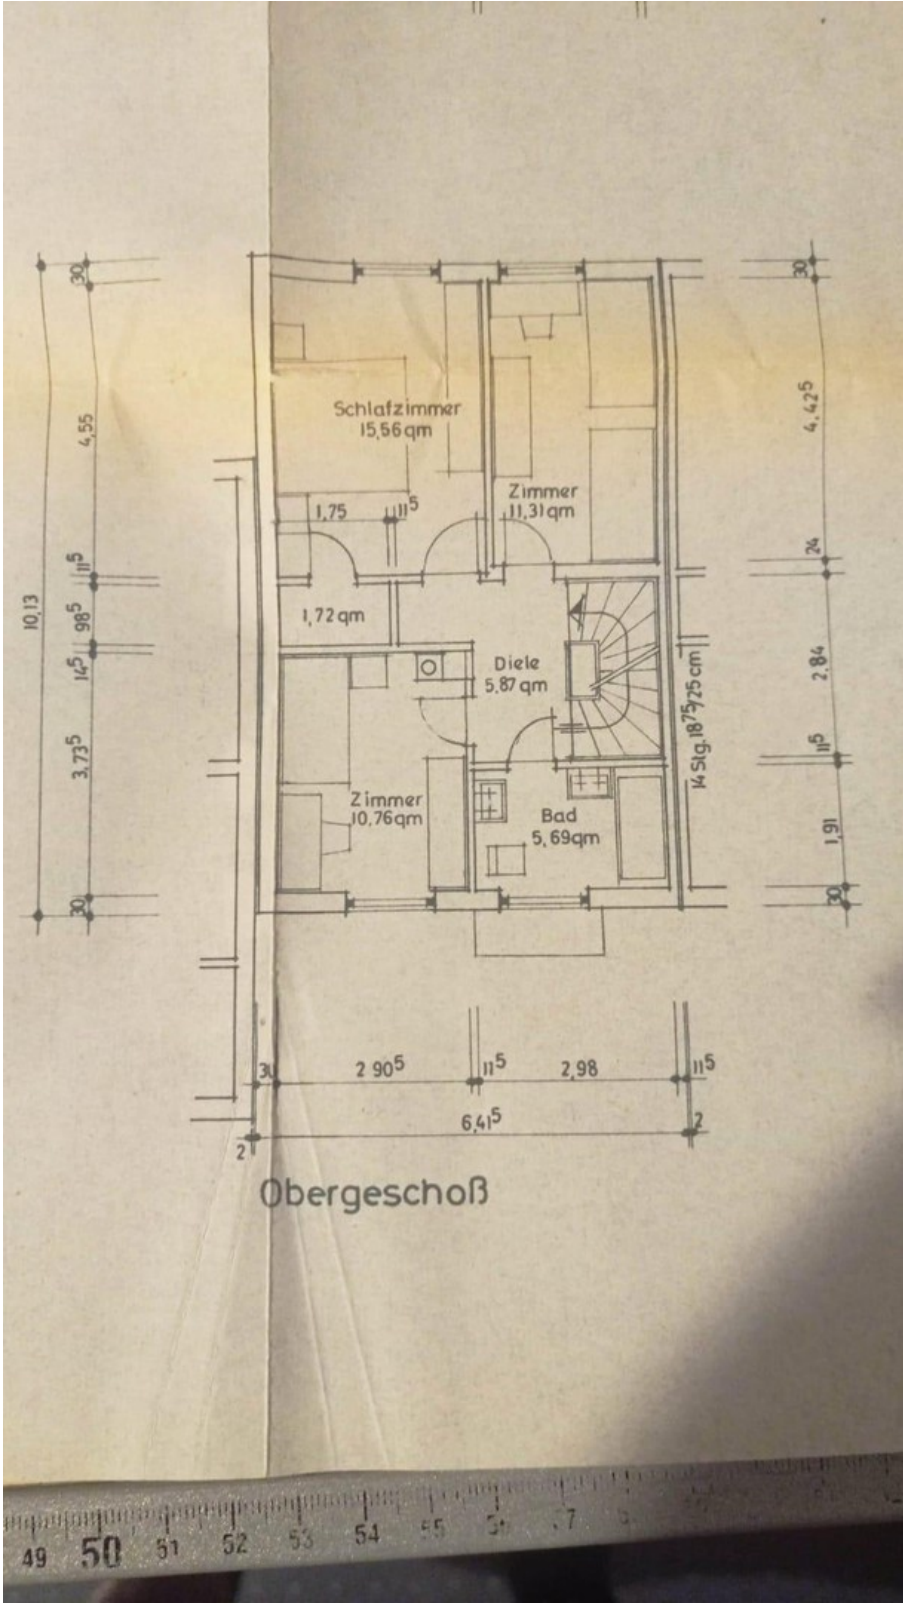 30
30
4,55
4,42⁵
Schlafzimmer
15,56 qm
Zimmer
11,31 qm
1,75
11⁵
24
11⁵
10,13
98⁵
1,72 qm
14⁵
Diele
5,87 qm
2,84
14 Stg. 18⁷⁵/25 cm
3,73⁵
11⁵
Zimmer
10,76 qm
Bad
5,69 qm
1,91
30
30
30
2 90⁵
11⁵
2,98
11⁵
6,41⁵
2
2
Obergeschoß
49
50
51
52
53
54
55
56